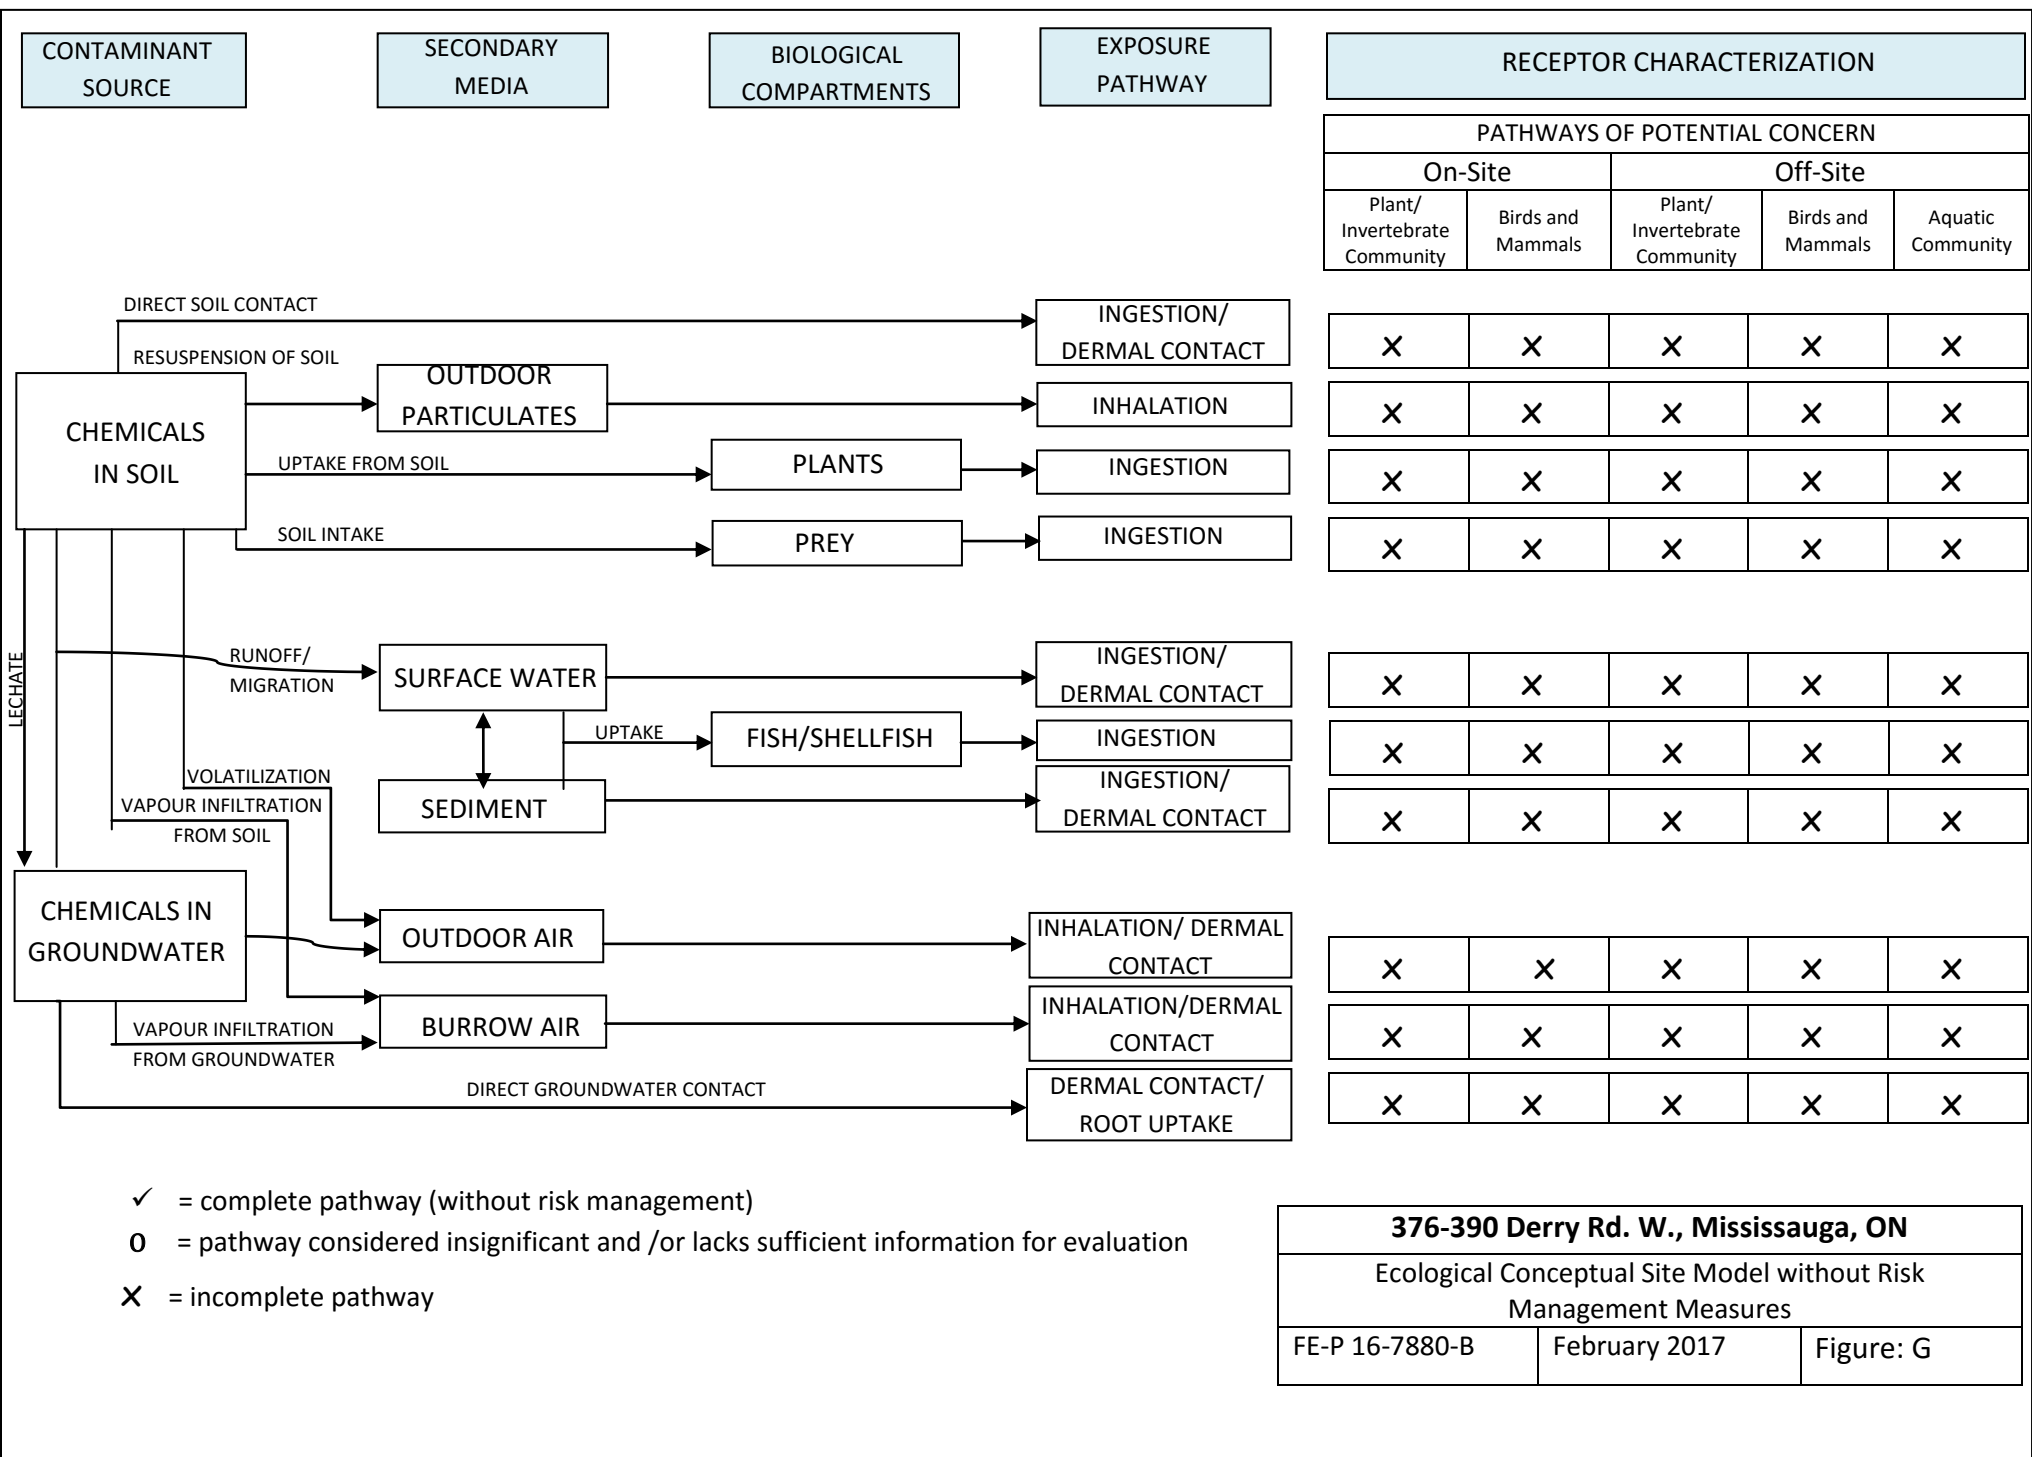 CONTAMINANT
SOURCE
SECONDARY
MEDIA
BIOLOGICAL
COMPARTMENTS
EXPOSURE
PATHWAY
RECEPTOR CHARACTERIZATION
PATHWAYS OF POTENTIAL CONCERN
On-Site
Off-Site
Plant/
Invertebrate
Community
Birds and
Mammals
Plant/
Invertebrate
Community
Birds and
Mammals
Aquatic
Community
DIRECT SOIL CONTACT
INGESTION/
DERMAL CONTACT
✕ ✕ ✕ ✕ ✕
RESUSPENSION OF SOIL
OUTDOOR
PARTICULATES
INHALATION
✕ ✕ ✕ ✕ ✕
CHEMICALS
IN SOIL
UPTAKE FROM SOIL
PLANTS
INGESTION
✕ ✕ ✕ ✕ ✕
SOIL INTAKE
PREY
INGESTION
✕ ✕ ✕ ✕ ✕
LECHATE
RUNOFF/
MIGRATION
SURFACE WATER
INGESTION/
DERMAL CONTACT
✕ ✕ ✕ ✕ ✕
UPTAKE
FISH/SHELLFISH
INGESTION
✕ ✕ ✕ ✕ ✕
VOLATILIZATION
VAPOUR INFILTRATION
FROM SOIL
SEDIMENT
INGESTION/
DERMAL CONTACT
✕ ✕ ✕ ✕ ✕
CHEMICALS IN
GROUNDWATER
OUTDOOR AIR
INHALATION/ DERMAL
CONTACT
✕ ✕ ✕ ✕ ✕
VAPOUR INFILTRATION
FROM GROUNDWATER
BURROW AIR
INHALATION/DERMAL
CONTACT
✕ ✕ ✕ ✕ ✕
DIRECT GROUNDWATER CONTACT
DERMAL CONTACT/
ROOT UPTAKE
✕ ✕ ✕ ✕ ✕
✓ = complete pathway (without risk management)
0 = pathway considered insignificant and /or lacks sufficient information for evaluation
✕ = incomplete pathway
376-390 Derry Rd. W., Mississauga, ON
Ecological Conceptual Site Model without Risk
Management Measures
FE-P 16-7880-B
February 2017
Figure: G